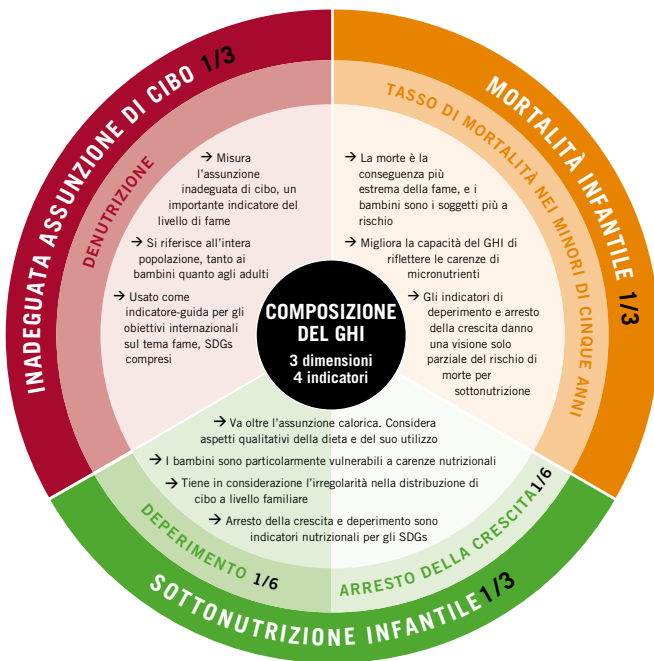 INADEGUATA ASSUNZIONE DI CIBO 1/3
DENUTRIZIONE
→ Misura
l'assunzione
inadeguata di cibo, un
importante indicatore del
livello di fame
→ Si riferisce all'intera
popolazione, tanto ai
bambini quanto agli adulti
→ Usato come
indicatore-guida per gli
obiettivi internazionali
sul tema fame, SDGs
compresi
MORTALITÀ INFANTILE 1/3
TASSO DI MORTALITÀ NEI MINORI DI CINQUE ANNI
→ La morte è la
conseguenza più
estrema della fame, e i
bambini sono i soggetti più a
rischio
→ Migliora la capacità del GHI di
riflettere le carenze di
micronutrienti
→ Gli indicatori di
deperimento e arresto
della crescita danno
una visione solo
parziale del rischio di
morte per
sottonutrizione
COMPOSIZIONE
DEL GHI
3 dimensioni
4 indicatori
→ Va oltre l'assunzione calorica. Considera
aspetti qualitativi della dieta e del suo utilizzo
→ I bambini sono particolarmente vulnerabili a carenze nutrizionali
→ Tiene in considerazione l'irregolarità nella distribuzione di
cibo a livello familiare
→ Arresto della crescita e deperimento sono
indicatori nutrizionali per gli SDGs
DEPERIMENTO 1/6
ARRESTO DELLA CRESCITA 1/6
SOTTONUTRIZIONE INFANTILE 1/3